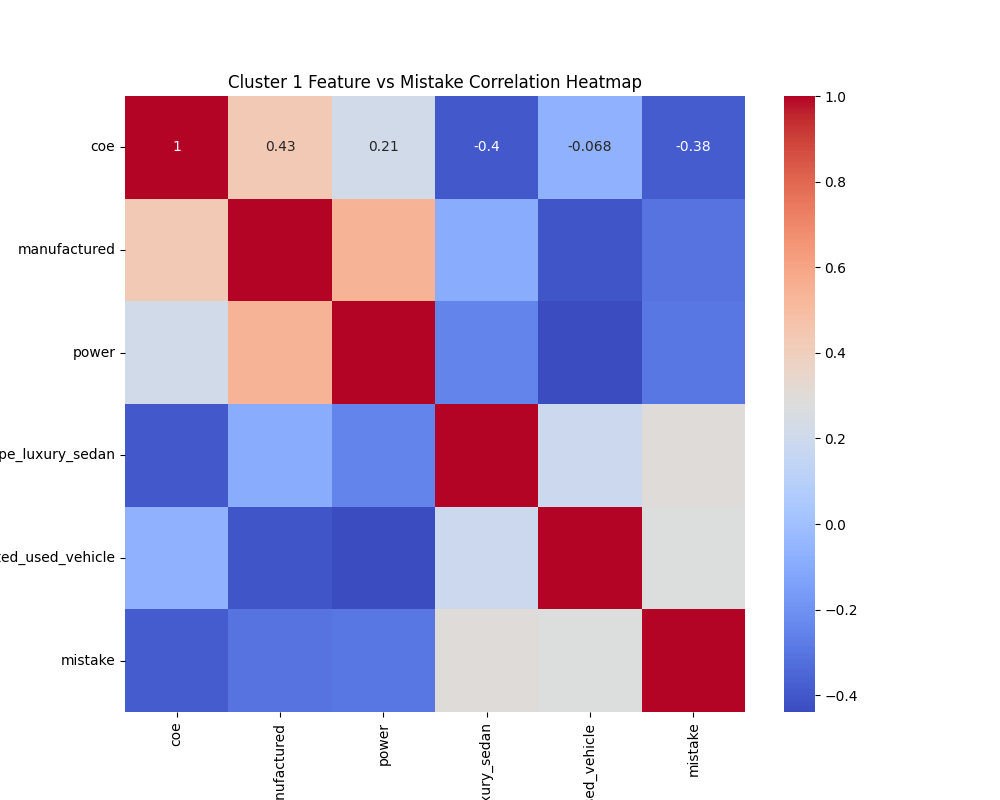 Cluster 1 Feature vs Mistake Correlation Heatmap
coe
1
0.43
0.21
-0.4
-0.068
-0.38
manufactured
power
pe_luxury_sedan
ted_used_vehicle
mistake
coe
nufactured
power
xury_sedan
sed_vehicle
mistake
1.0
0.8
0.6
0.4
0.2
0.0
−0.2
−0.4